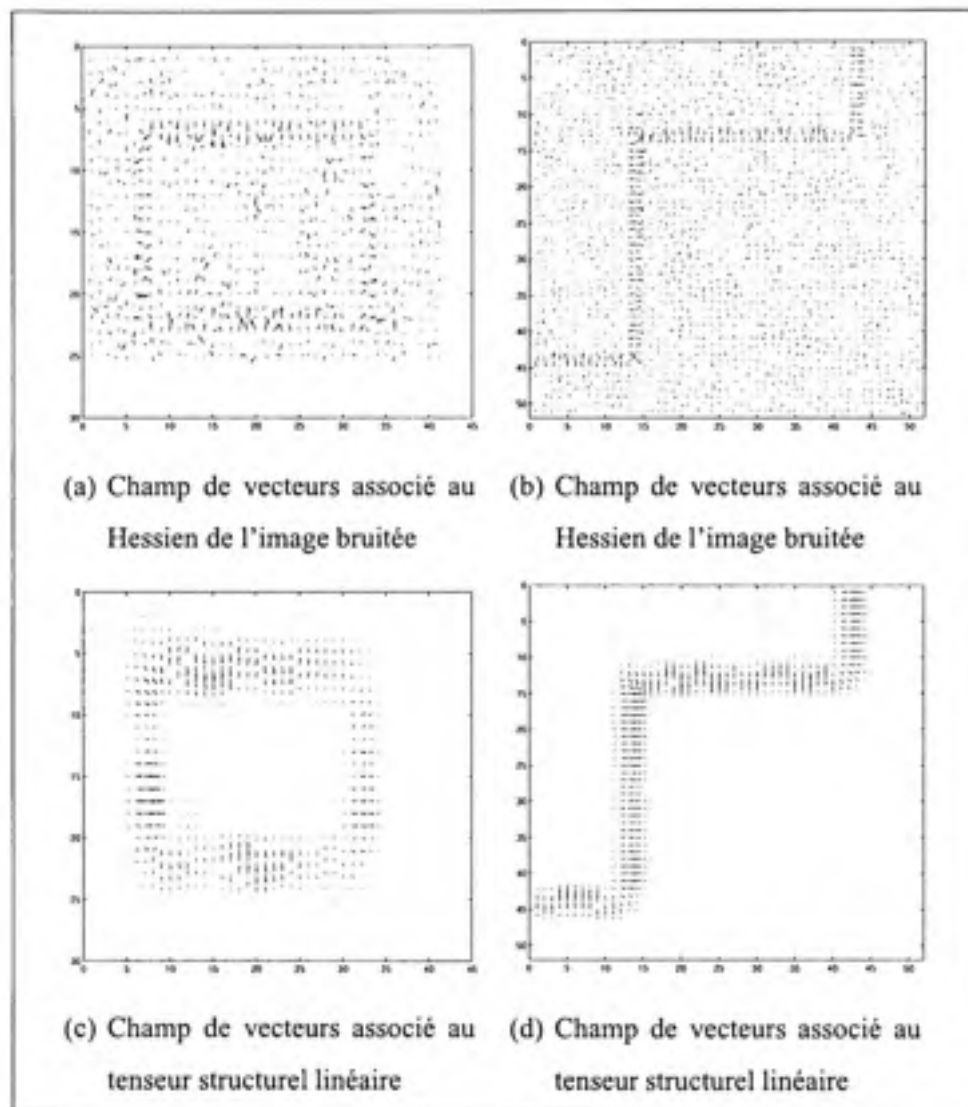 (a) Champ de vecteurs associé au
Hessien de l'image bruitée
(b) Champ de vecteurs associé au
Hessien de l'image bruitée
(c) Champ de vecteurs associé au
tenseur structurel linéaire
(d) Champ de vecteurs associé au
tenseur structurel linéaire